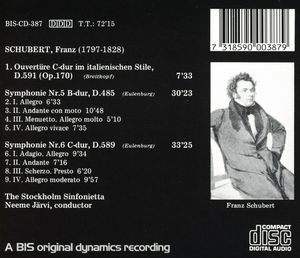 BIS-CD-387 DDD T.T.: 72'15
SCHUBERT, Franz (1797-1828)
1. Ouvertüre C-dur im italienischen Stile,
D.591 (Op.170) (Breitkopf) 7'33
Symphonie Nr.5 B-dur, D.485 (Eulenburg) 30'23
2. I. Allegro 6'33
3. II. Andante con moto 10'48
4. III. Menuetto. Allegro molto 5'10
5. IV. Allegro vivace 7'35
Symphonie Nr.6 C-dur, D.589 (Eulenburg) 33'25
6. I. Adagio, Allegro 9'34
7. II. Andante 7'16
8. III. Scherzo, Presto 6'20
9. IV. Allegro moderato 9'57
The Stockholm Sinfonietta
Neeme Järvi, conductor
A BIS original dynamics recording
7 318590 003879
Franz Schubert
COMPACT
disc
DIGITAL AUDIO